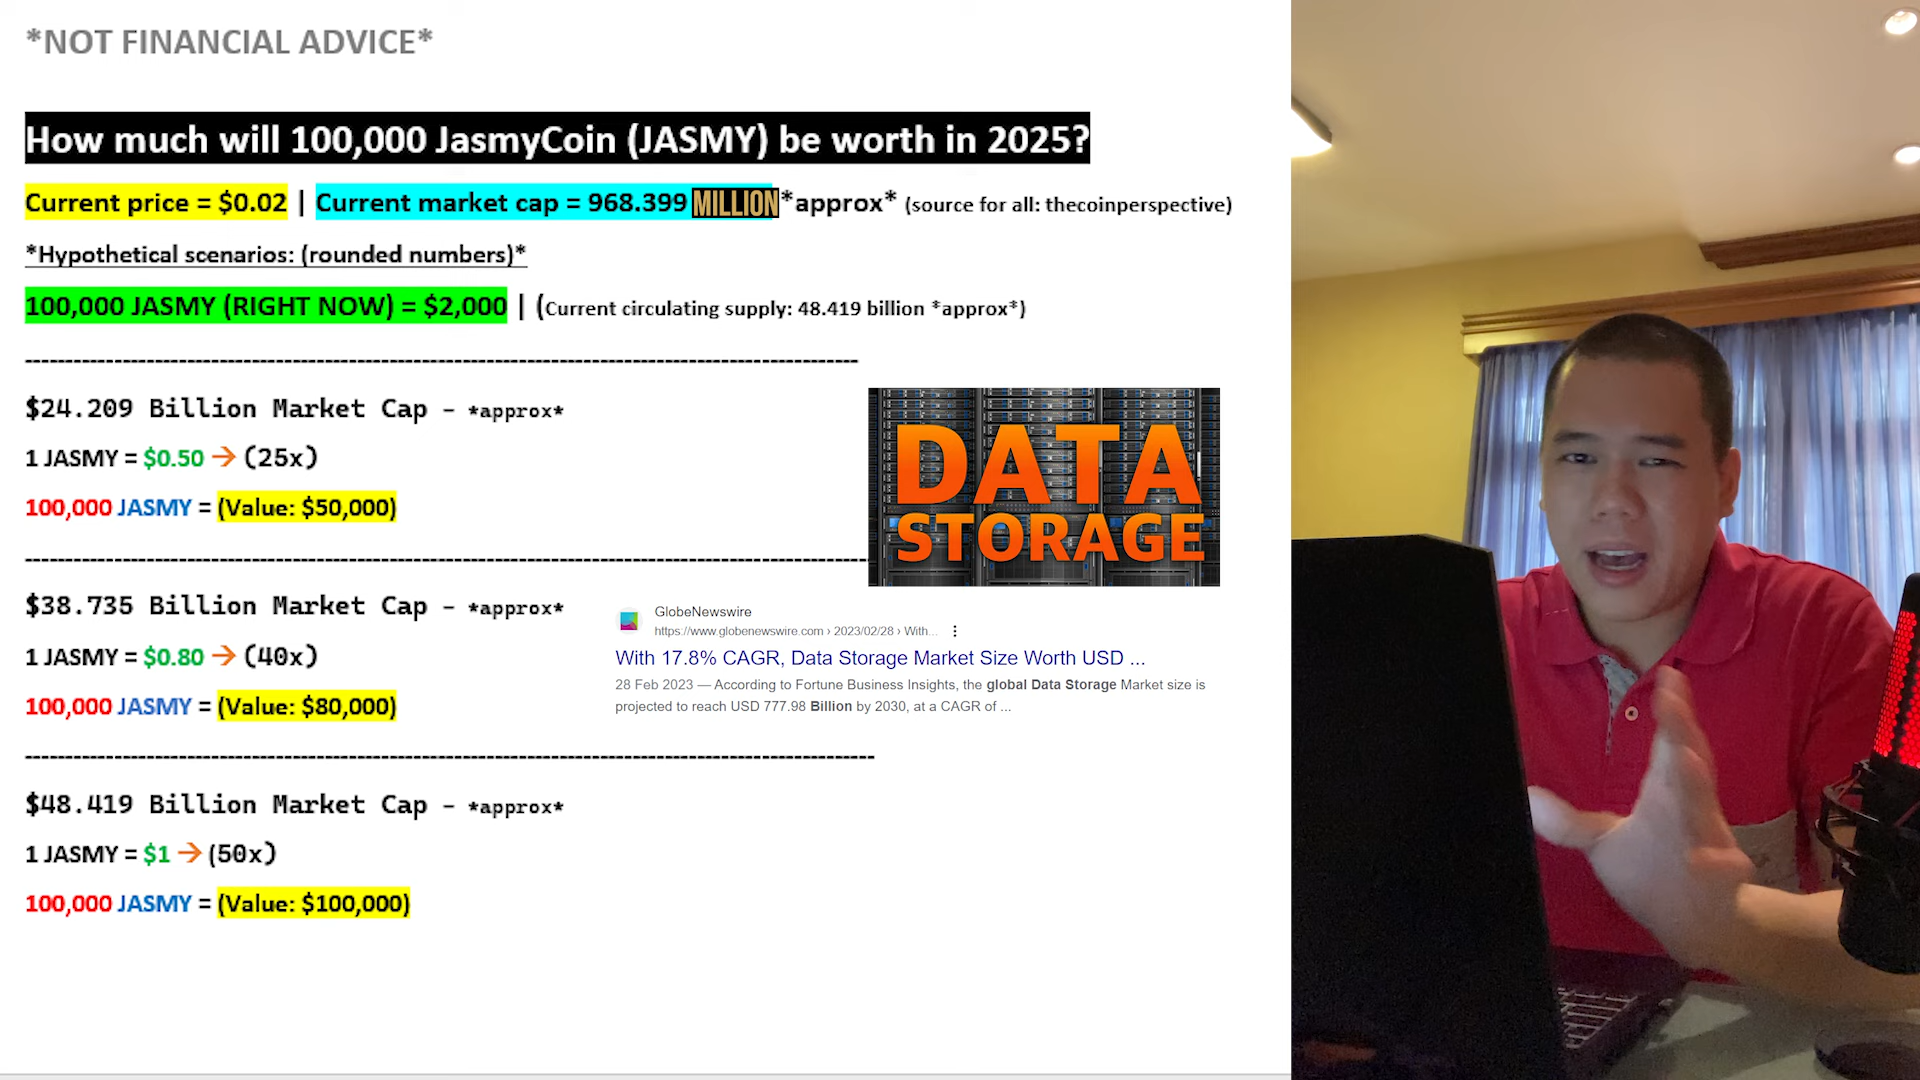 *NOT FINANCIAL ADVICE*
How much will 100,000 JasmyCoin (JASMY) be worth in 2025?
Current price = $0.02 | Current market cap = 968.399 MILLION *approx* (source for all: thecoinperspective)
*Hypothetical scenarios: (rounded numbers)*
100,000 JASMY (RIGHT NOW) = $2,000 | (Current circulating supply: 48.419 billion *approx*)
$24.209 Billion Market Cap – *approx*
1 JASMY = $0.50 → (25x)
100,000 JASMY = (Value: $50,000)
DATA
STORAGE
$38.735 Billion Market Cap – *approx*
1 JASMY = $0.80 → (40x)
100,000 JASMY = (Value: $80,000)
GlobeNewswire
https://www.globenewswire.com › 2023/02/28 › With...
With 17.8% CAGR, Data Storage Market Size Worth USD ...
28 Feb 2023 — According to Fortune Business Insights, the global Data Storage Market size is
projected to reach USD 777.98 Billion by 2030, at a CAGR of ...
$48.419 Billion Market Cap – *approx*
1 JASMY = $1 → (50x)
100,000 JASMY = (Value: $100,000)